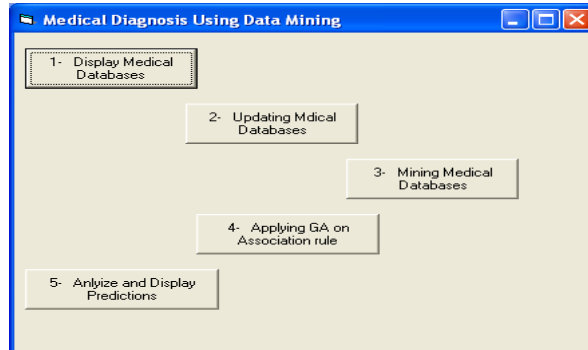 Medical Diagnosis Using Data Mining
1- Display Medical
Databases
2- Updating Mdical
Databases
3- Mining Medical
Databases
4- Applying GA on
Association rule
5- Anlyize and Display
Predictions